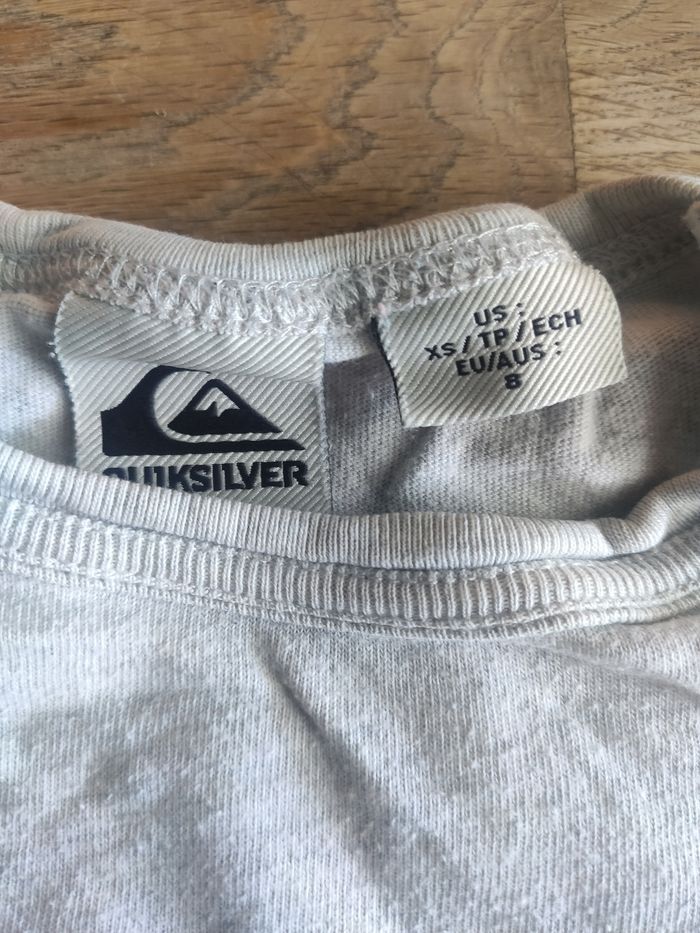 QUIKSILVER
US :
XS/TP/ECH
EU/AUS :
8